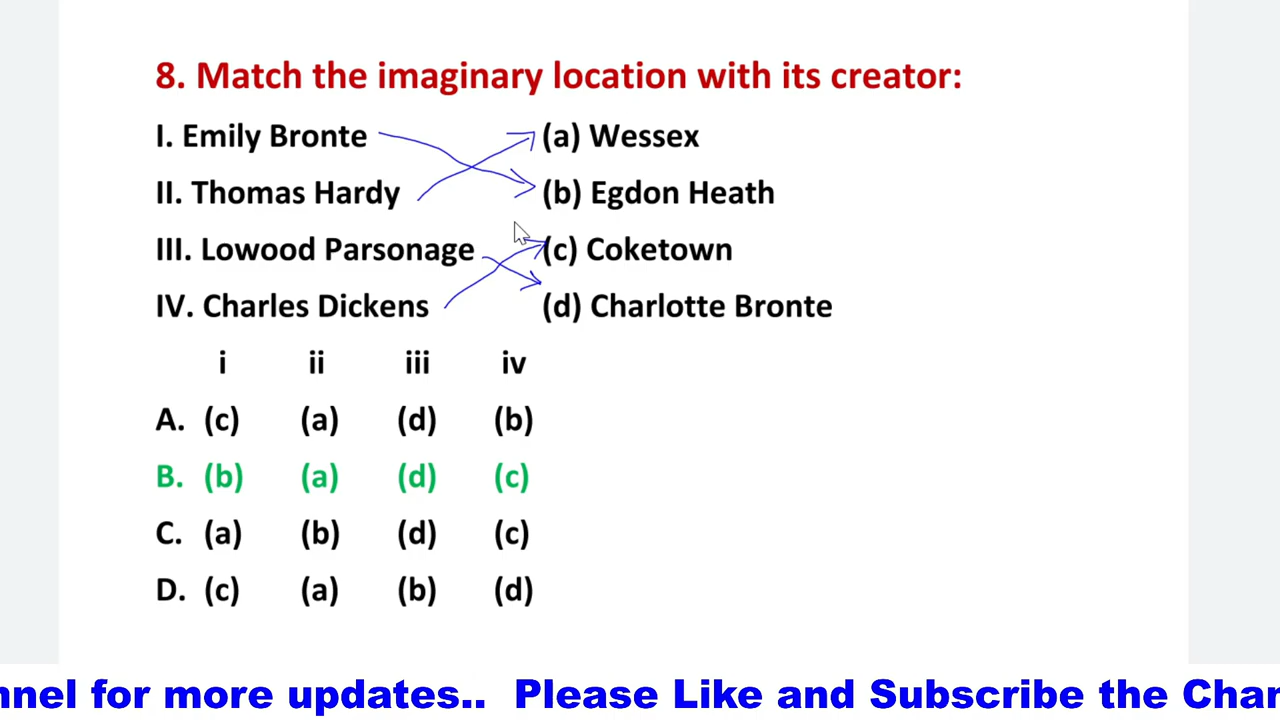 8. Match the imaginary location with its creator:
I. Emily Bronte (a) Wessex
II. Thomas Hardy (b) Egdon Heath
III. Lowood Parsonage (c) Coketown
IV. Charles Dickens (d) Charlotte Bronte
i ii iii iv
A. (c) (a) (d) (b)
B. (b) (a) (d) (c)
C. (a) (b) (d) (c)
D. (c) (a) (b) (d)
nnel for more updates.. Please Like and Subscribe the Char